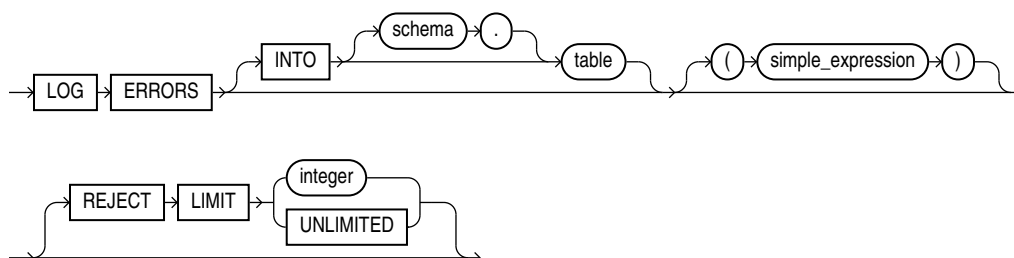 schema .
INTO table ( simple_expression )
LOG ERRORS
integer
REJECT LIMIT
UNLIMITED